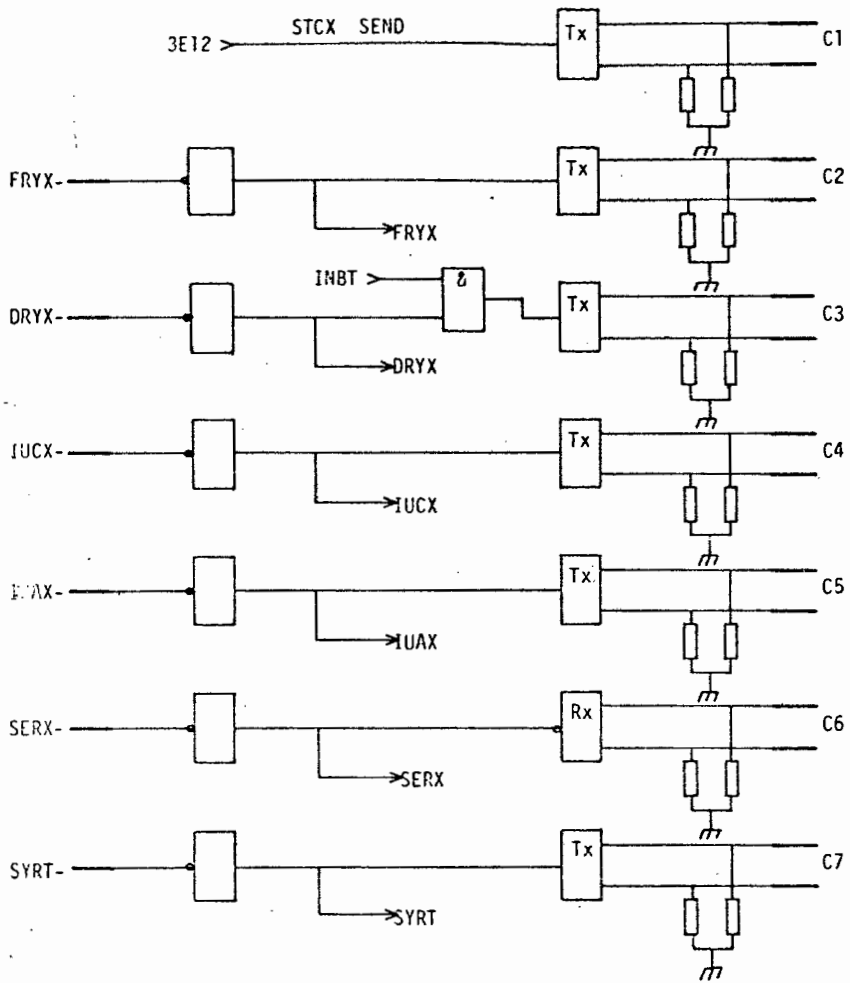 STCX SEND
3E12
Tx
C1
FRYX-
Tx
C2
FRYX
INBT
&
DRYX-
Tx
C3
DRYX
IUCX-
Tx
C4
IUCX
Tx
C5
IUAX
SERX-
Rx
C6
SERX
SYRT-
Tx
C7
SYRT